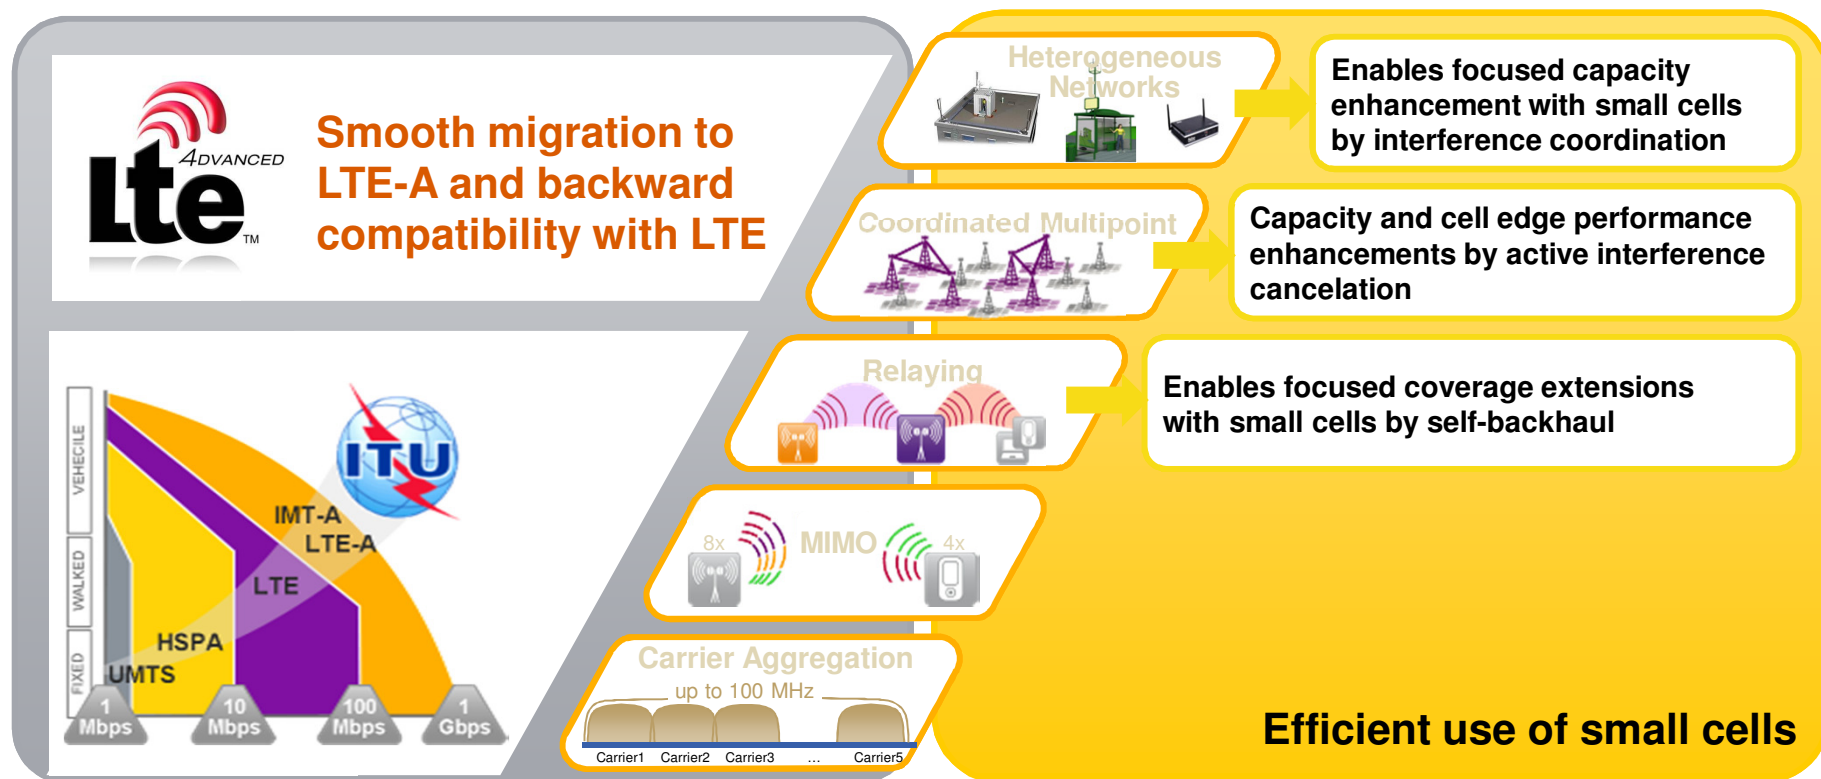 Lte
ADVANCED
TM
Smooth migration to
LTE-A and backward
compatibility with LTE
VEHECILE
WALKED
FIXED
ITU
IMT-A
LTE-A
LTE
HSPA
UMTS
1
Mbps
10
Mbps
100
Mbps
1
Gbps
Heterogeneous
Networks
Enables focused capacity
enhancement with small cells
by interference coordination
Coordinated Multipoint
Capacity and cell edge performance
enhancements by active interference
cancelation
Relaying
Enables focused coverage extensions
with small cells by self-backhaul
8x
MIMO
4x
Carrier Aggregation
up to 100 MHz
Carrier1 Carrier2 Carrier3 ... Carrier5
Efficient use of small cells